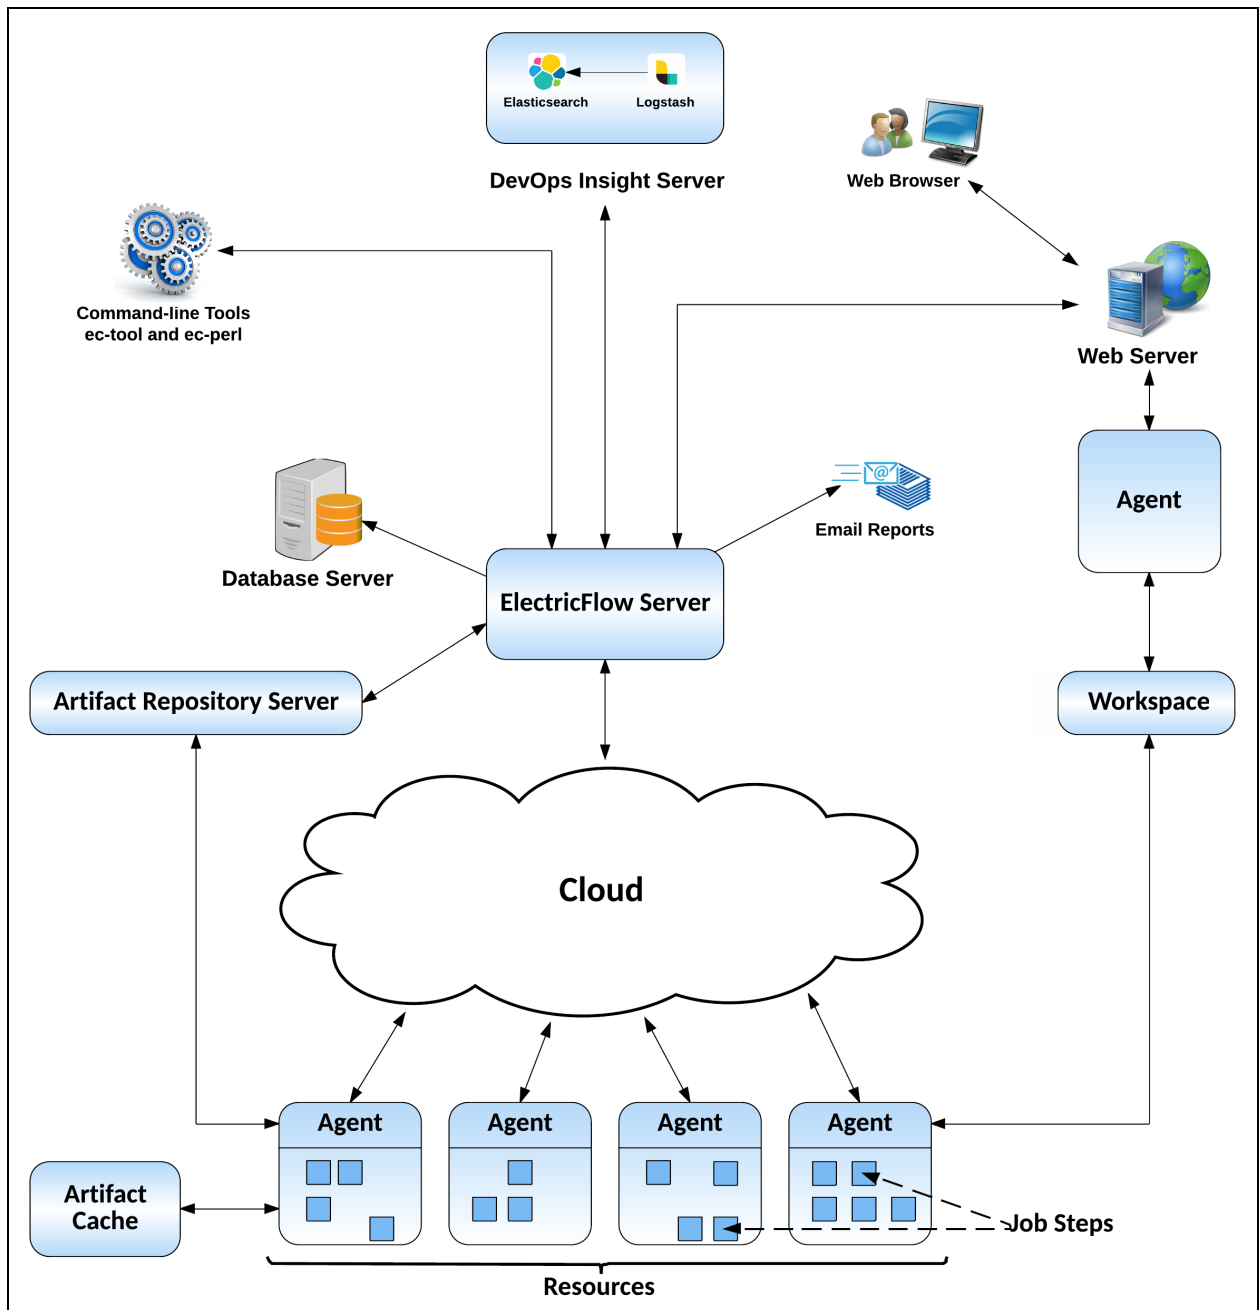 Elasticsearch
Logstash
DevOps Insight Server
Web Browser
Command-line Tools
ec-tool and ec-perl
Web Server
Agent
@
Email Reports
Database Server
ElectricFlow Server
Artifact Repository Server
Workspace
Cloud
Agent
Agent
Agent
Agent
Artifact
Cache
Job Steps
Resources